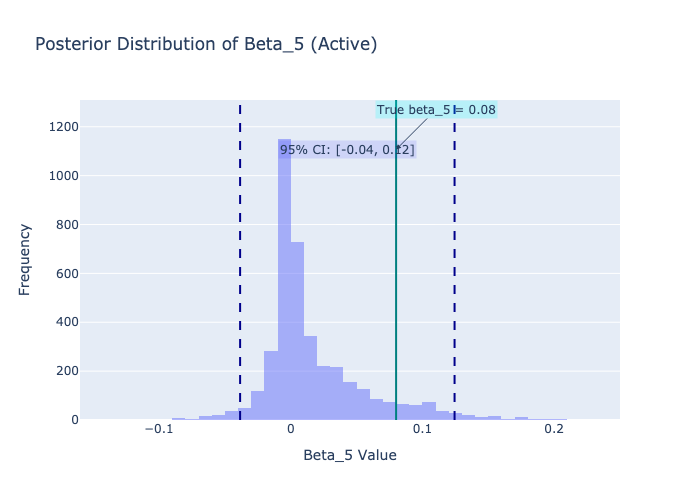 Posterior Distribution of Beta_5 (Active)
True beta_5 = 0.08
95% CI: [-0.04, 0.12]
1200
1000
800
600
400
200
0
Frequency
−0.1
0
0.1
0.2
Beta_5 Value